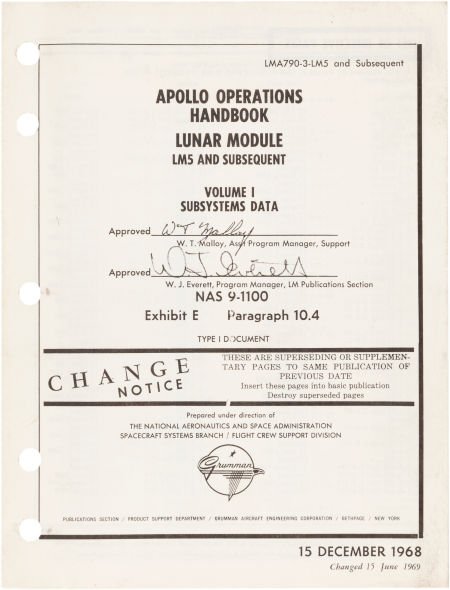 LMA790-3-LM5 and Subsequent
APOLLO OPERATIONS
HANDBOOK
LUNAR MODULE
LM5 AND SUBSEQUENT
VOLUME I
SUBSYSTEMS DATA
Approved W T Malloy
W. T. Malloy, Ass't Program Manager, Support
Approved W. J. Everett
W. J. Everett, Program Manager, LM Publications Section
NAS 9-1100
Exhibit E Paragraph 10.4
TYPE I DOCUMENT
CHANGE
NOTICE
THESE ARE SUPERSEDING OR SUPPLEMEN-
TARY PAGES TO SAME PUBLICATION OF
PREVIOUS DATE
Insert these pages into basic publication
Destroy superseded pages
Prepared under direction of
THE NATIONAL AERONAUTICS AND SPACE ADMINISTRATION
SPACECRAFT SYSTEMS BRANCH / FLIGHT CREW SUPPORT DIVISION
Grumman
PUBLICATIONS SECTION / PRODUCT SUPPORT DEPARTMENT / GRUMMAN AIRCRAFT ENGINEERING CORPORATION / BETHPAGE / NEW YORK
15 DECEMBER 1968
Changed 15 June 1969